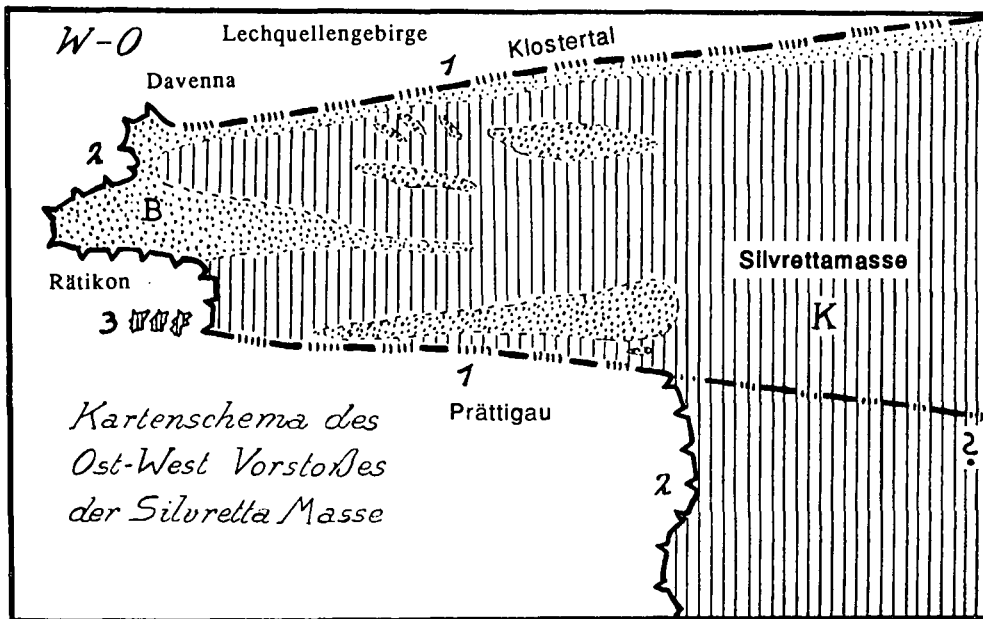 W-O
Lechquellengebirge
Klostertal
1
Davenna
2
B
Rätikon
3
Silvrettamasse
K
1
Prättigau
?
2
Kartenschema des
Ost-West Vorstoßes
der Silvretta Masse